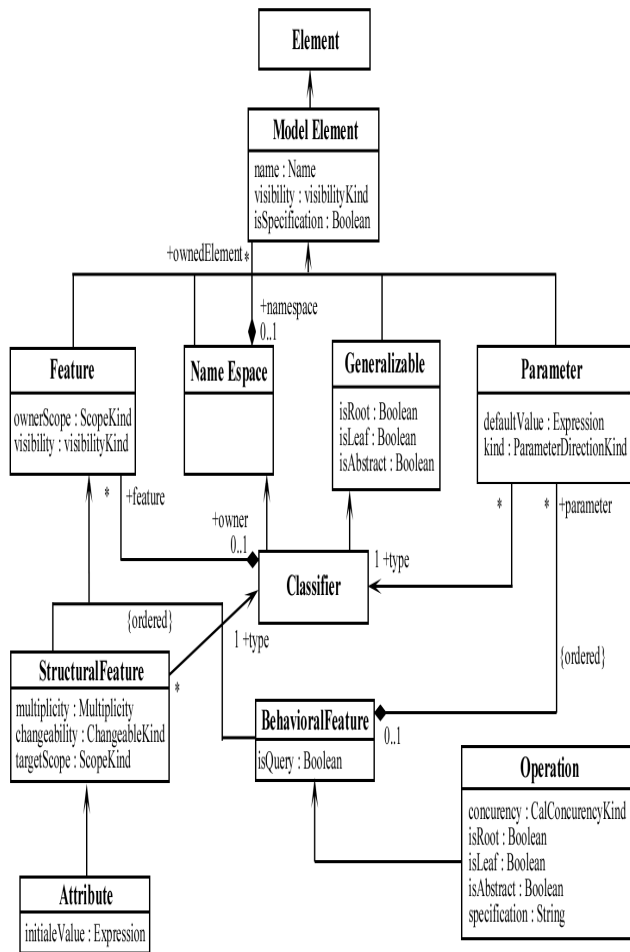 Element
Model Element
name : Name
visibility : visibilityKind
isSpecification : Boolean
+ownedElement *
+namespace
0..1
Feature
ownerScope : ScopeKind
visibility : visibilityKind
Name Espace
Generalizable
isRoot : Boolean
isLeaf : Boolean
isAbstract : Boolean
Parameter
defaultValue : Expression
kind : ParameterDirectionKind
* +feature
* * +parameter
+owner
0..1
1 +type
Classifier
{ordered}
1 +type
{ordered}
StructuralFeature
multiplicity : Multiplicity
changeability : ChangeableKind
targetScope : ScopeKind
*
BehavioralFeature
isQuery : Boolean
0..1
Operation
concurency : CalConcurencyKind
isRoot : Boolean
isLeaf : Boolean
isAbstract : Boolean
specification : String
Attribute
initialeValue : Expression